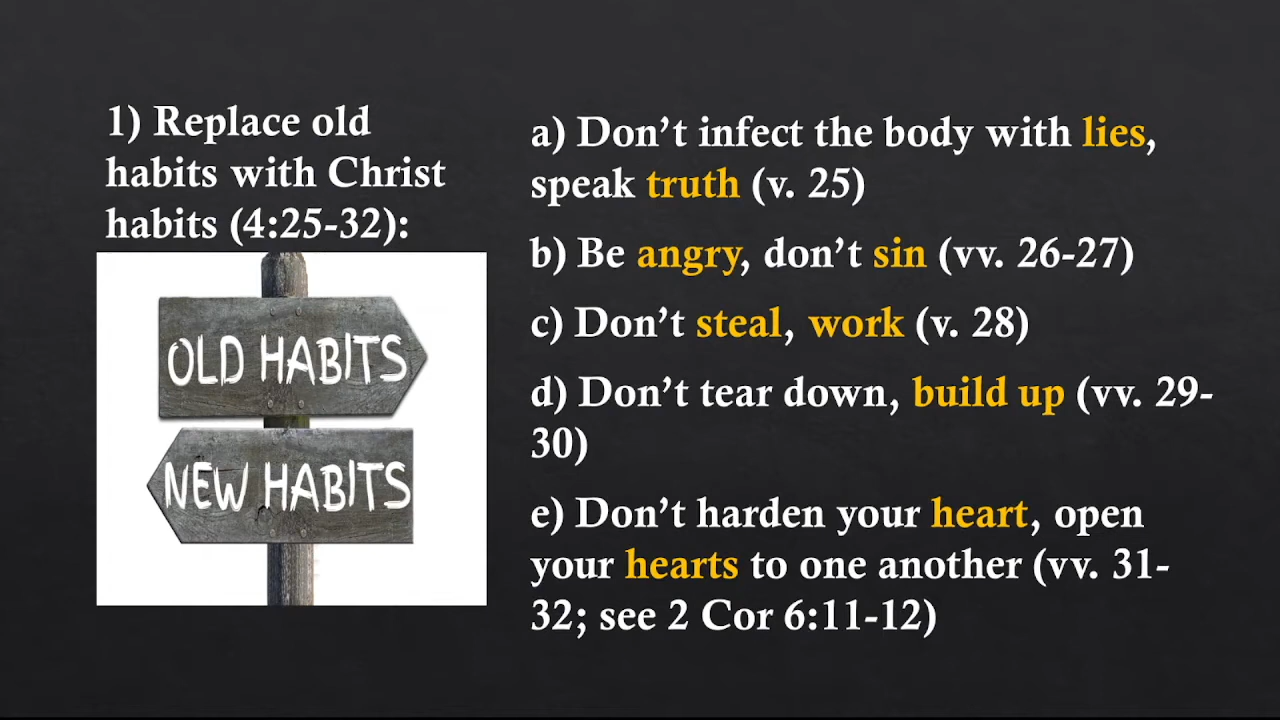 1) Replace old
habits with Christ
habits (4:25-32):
OLD HABITS
NEW HABITS
a) Don’t infect the body with lies,
speak truth (v. 25)
b) Be angry, don’t sin (vv. 26-27)
c) Don’t steal, work (v. 28)
d) Don’t tear down, build up (vv. 29-
30)
e) Don’t harden your heart, open
your hearts to one another (vv. 31-
32; see 2 Cor 6:11-12)